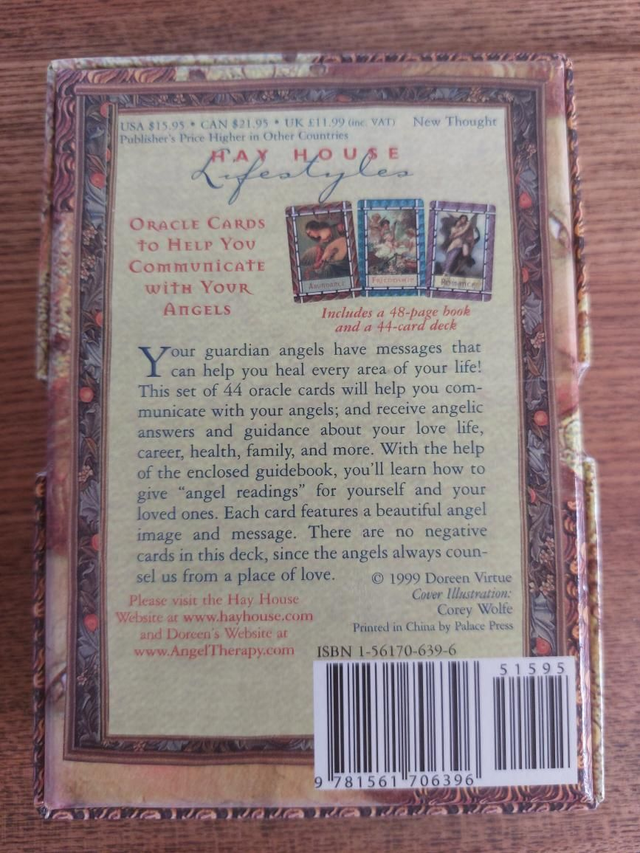 USA $15.95 • CAN $21.95 • UK £11.99 (inc. VAT) New Thought
Publisher's Price Higher in Other Countries
HAY HOUSE
Lifestyles
ORACLE CARDS
TO HELP YOU
COMMUNICATE
WITH YOUR
ANGELS
Romance
Includes a 48-page book
and a 44-card deck
Your guardian angels have messages that
can help you heal every area of your life!
This set of 44 oracle cards will help you com-
municate with your angels; and receive angelic
answers and guidance about your love life,
career, health, family, and more. With the help
of the enclosed guidebook, you'll learn how to
give “angel readings” for yourself and your
loved ones. Each card features a beautiful angel
image and message. There are no negative
cards in this deck, since the angels always coun-
sel us from a place of love.
© 1999 Doreen Virtue
Cover Illustration:
Corey Wolfe
Printed in China by Palace Press
Please visit the Hay House
Website at www.hayhouse.com
and Doreen's Website at
www.AngelTherapy.com
ISBN 1-56170-639-6
51595
9 781561 706396